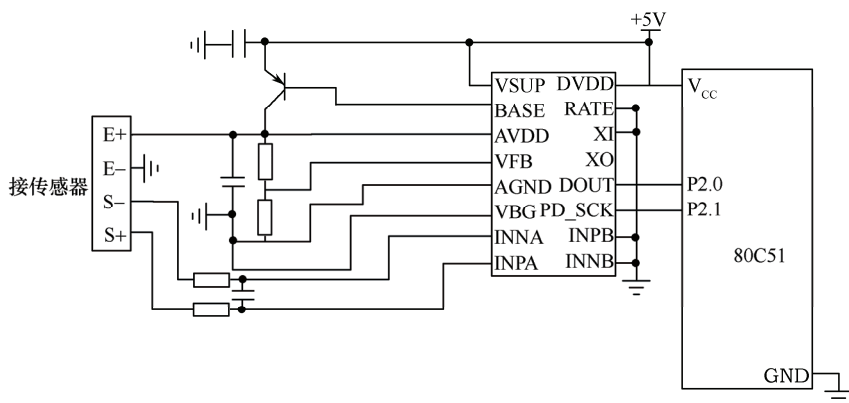 +5V
接传感器
E+
E−
S−
S+
VSUP DVDD
BASE RATE
AVDD XI
VFB XO
AGND DOUT
VBG PD_SCK
INNA INPB
INPA INNB
VCC
P2.0
P2.1
80C51
GND